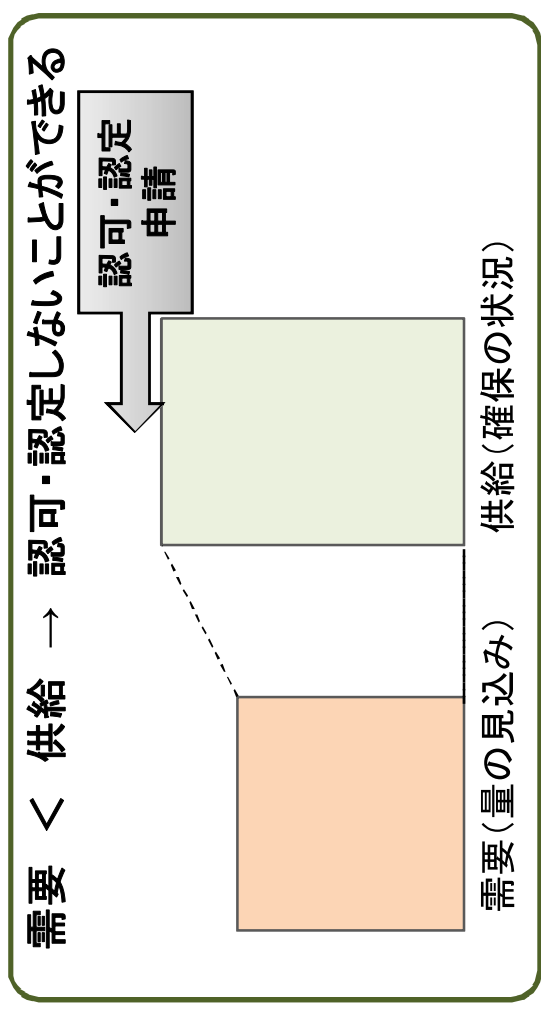 需要 ＜ 供給 → 認可・認定しないことができる
認可・認定
申請
需要（量の見込み）
供給（確保の状況）